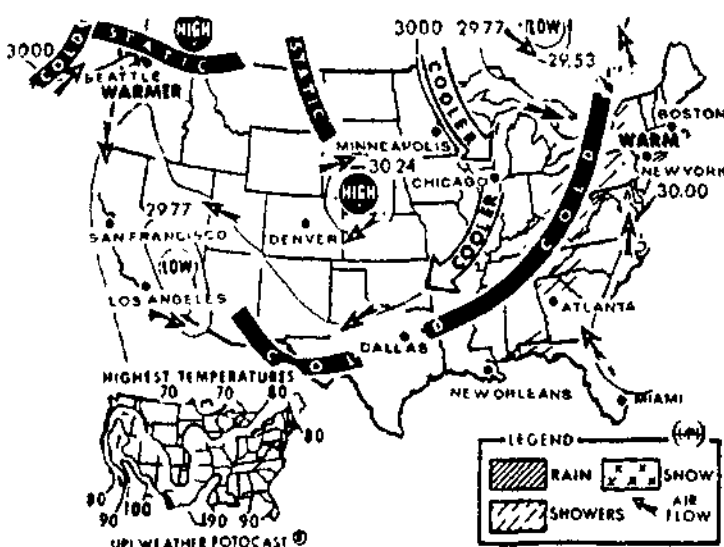 HIGH
3000 2977 LOW
3000 COLD STATIC STATIC 29.53
SEATTLE
WARMER
COOLER
BOSTON
WARM
MINNEAPOLIS
NEW YORK
30.24
CHICAGO
HIGH
30.00
COLD
2977
COOLER
SAN FRANCISCO
DENVER
LOW
LOS ANGELES
ATLANTA
DALLAS
COLD
HIGHEST TEMPERATURES
70 70 80
NEW ORLEANS
MIAMI
80
LEGEND
UPI
RAIN
SNOW
SHOWERS
AIR
FLOW
80
90 100
100 90
UPI WEATHER FOTOCAST ®